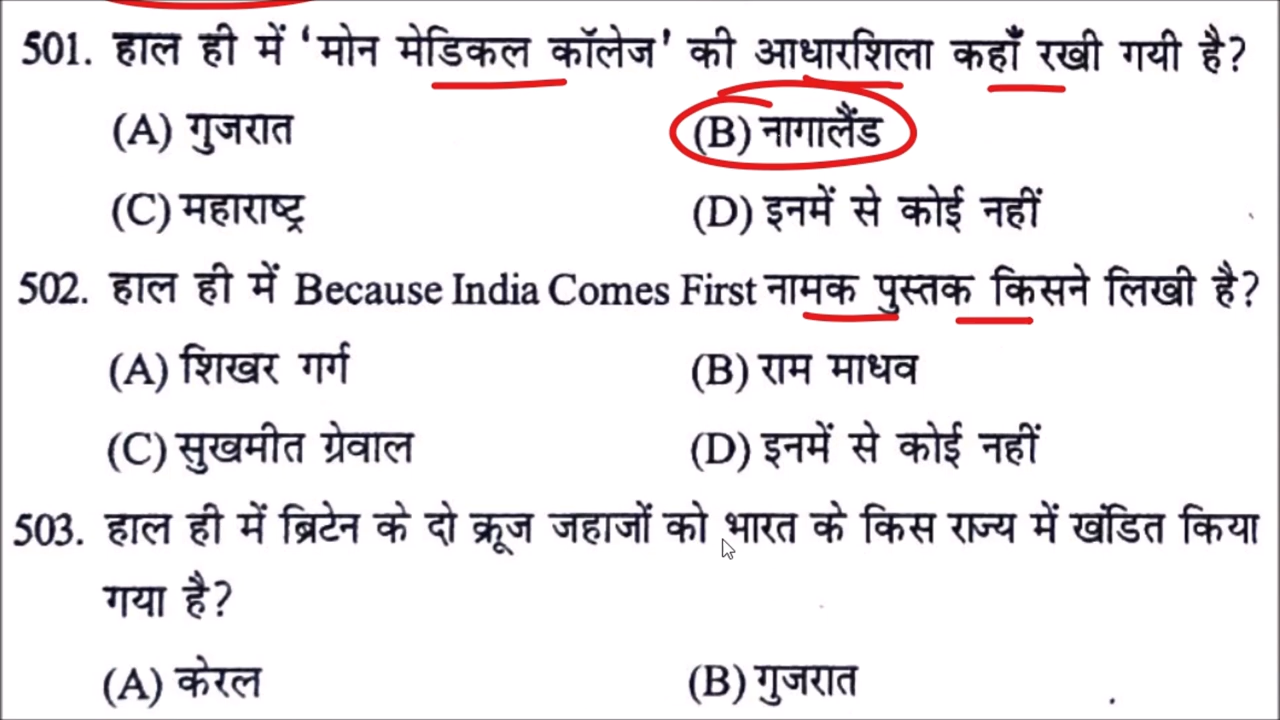 501. हाल ही में ‘मोन मेडिकल कॉलेज’ की आधारशिला कहाँ रखी गयी है?
(A) गुजरात (B) नागालैंड
(C) महाराष्ट्र (D) इनमें से कोई नहीं
502. हाल ही में Because India Comes First नामक पुस्तक किसने लिखी है?
(A) शिखर गर्ग (B) राम माधव
(C) सुखमीत ग्रेवाल (D) इनमें से कोई नहीं
503. हाल ही में ब्रिटेन के दो क्रूज जहाजों को भारत के किस राज्य में खंडित किया
गया है?
(A) केरल (B) गुजरात